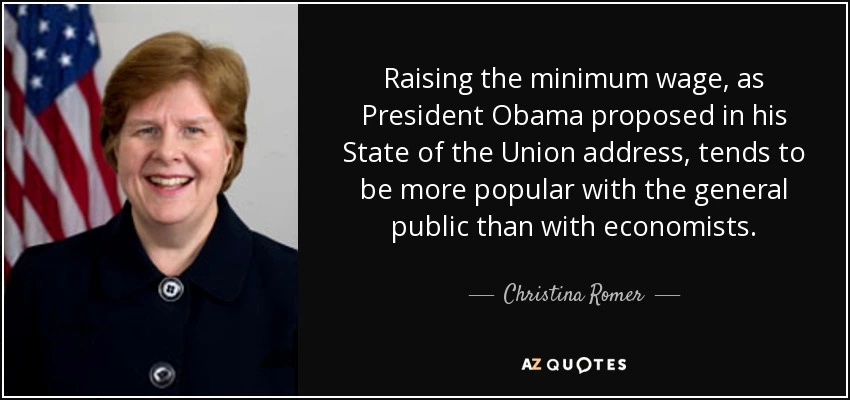 Raising the minimum wage, as
President Obama proposed in his
State of the Union address, tends to
be more popular with the general
public than with economists.
Christina Romer
AZ QUOTES